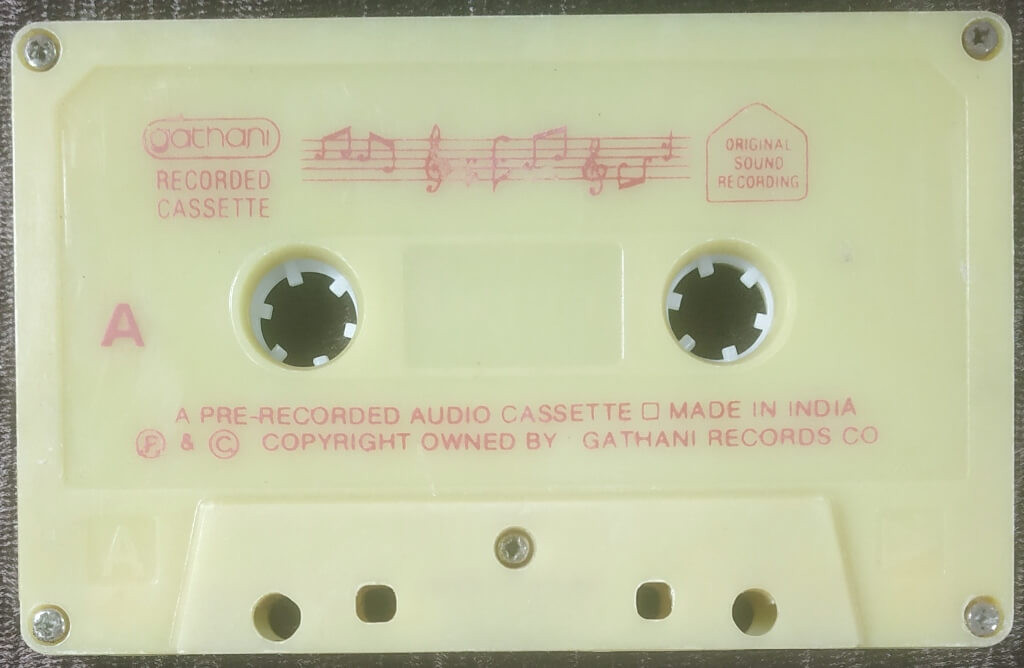 gathani
RECORDED
CASSETTE
ORIGINAL
SOUND
RECORDING
A
A PRE-RECORDED AUDIO CASSETTE □ MADE IN INDIA
Ⓟ & © COPYRIGHT OWNED BY GATHANI RECORDS CO
A